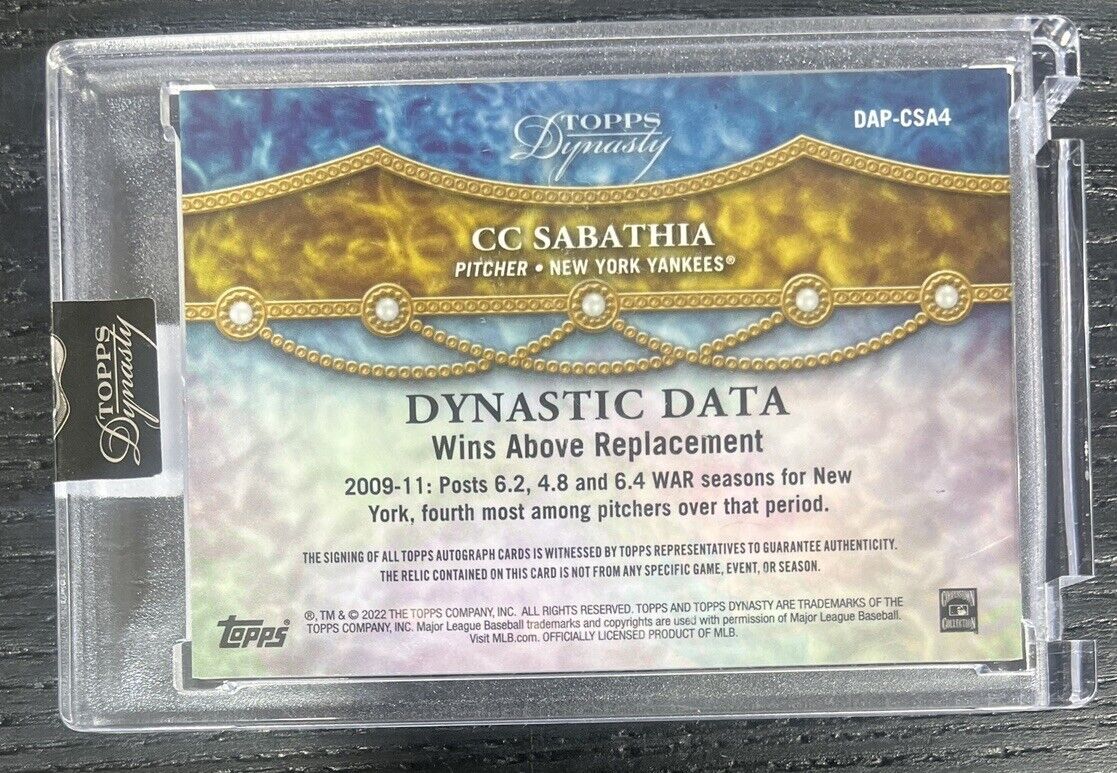 TOPPS
Dynasty
DAP-CSA4
CC SABATHIA
PITCHER • NEW YORK YANKEES®
TOPPS
Dynasty
DYNASTIC DATA
Wins Above Replacement
2009-11: Posts 6.2, 4.8 and 6.4 WAR seasons for New
York, fourth most among pitchers over that period.
THE SIGNING OF ALL TOPPS AUTOGRAPH CARDS IS WITNESSED BY TOPPS REPRESENTATIVES TO GUARANTEE AUTHENTICITY.
THE RELIC CONTAINED ON THIS CARD IS NOT FROM ANY SPECIFIC GAME, EVENT, OR SEASON.
topps®
®, TM & © 2022 THE TOPPS COMPANY, INC. ALL RIGHTS RESERVED. TOPPS AND TOPPS DYNASTY ARE TRADEMARKS OF THE
TOPPS COMPANY, INC. Major League Baseball trademarks and copyrights are used with permission of Major League Baseball.
Visit MLB.com. OFFICIALLY LICENSED PRODUCT OF MLB.
COOPERSTOWN
COLLECTION